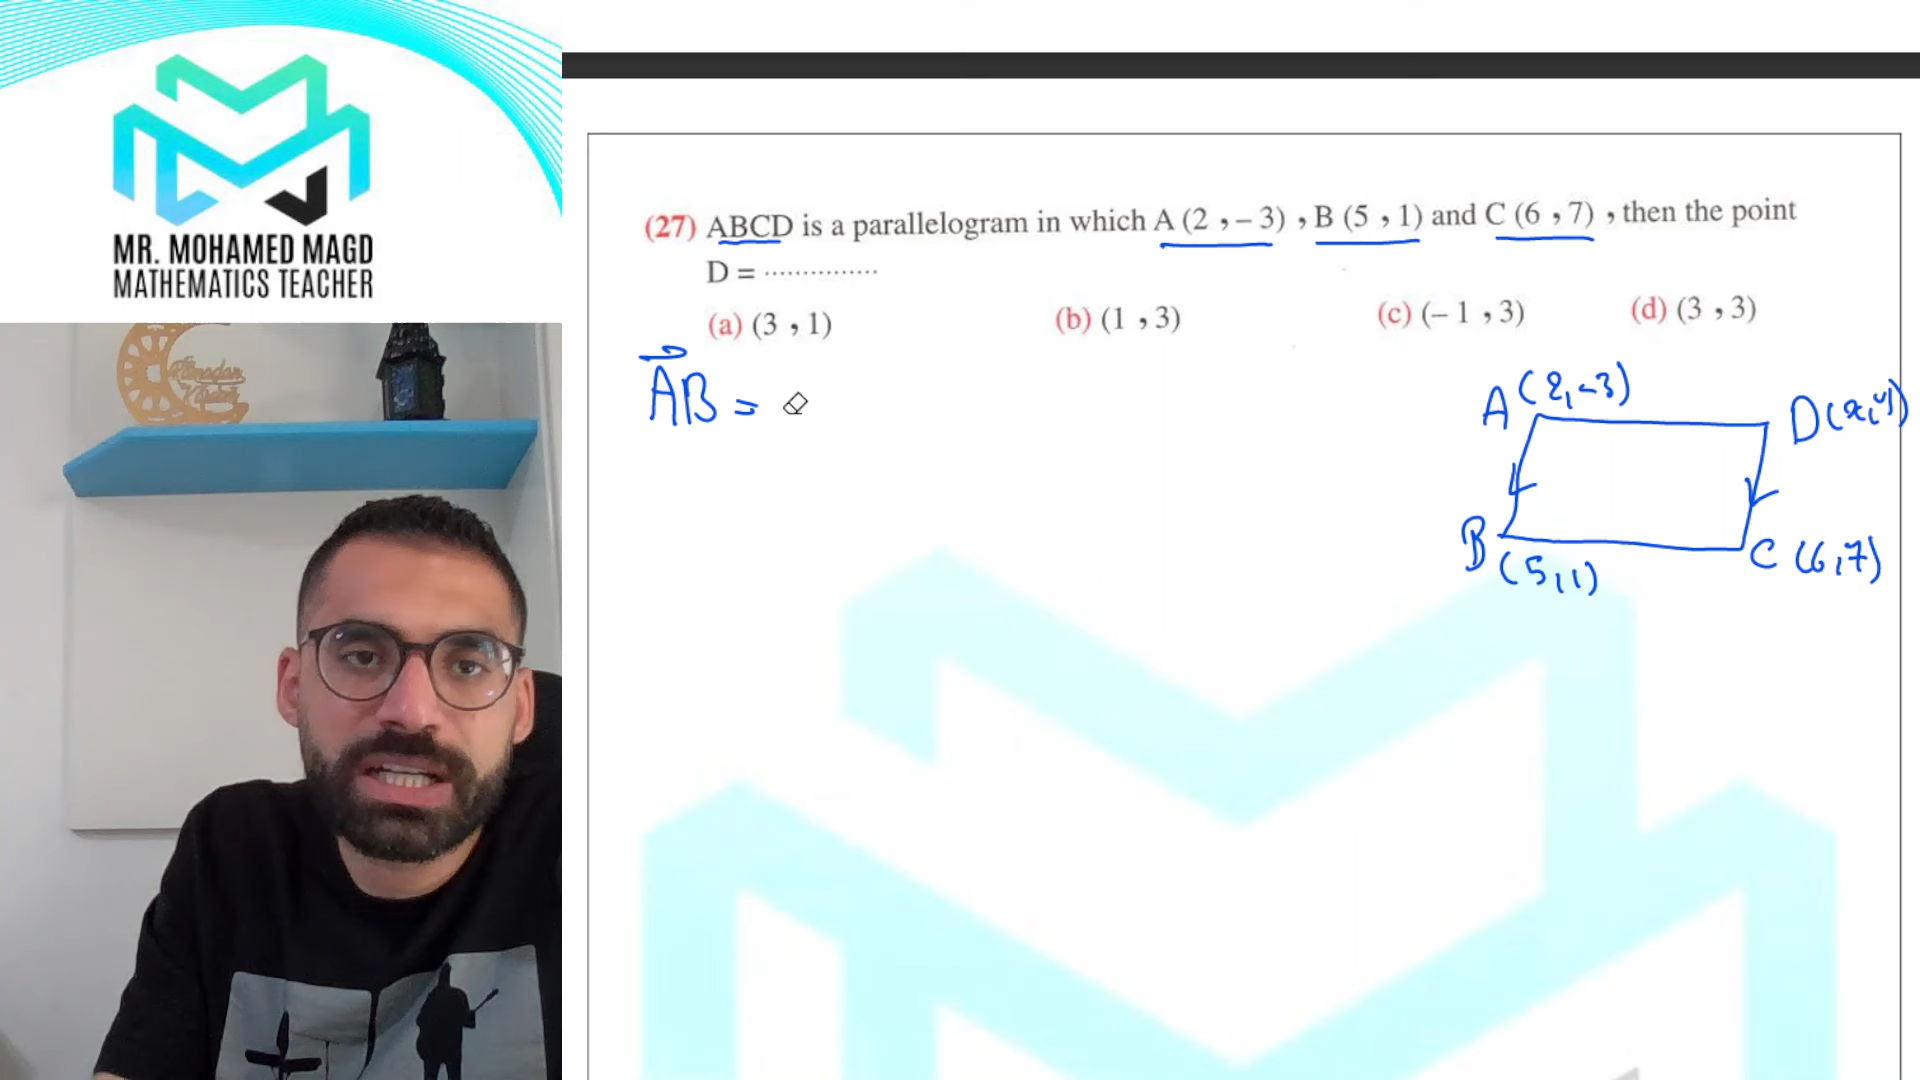 MR. MOHAMED MAGD
MATHEMATICS TEACHER
Ramadan
(27) ABCD is a parallelogram in which A (2 , – 3) , B (5 , 1) and C (6 , 7) , then the point
D = ...............
(a) (3 , 1) (b) (1 , 3) (c) (– 1 , 3) (d) (3 , 3)
AB =
A (2, -3)
D (x, y)
B (5, 1)
C (6, 7)